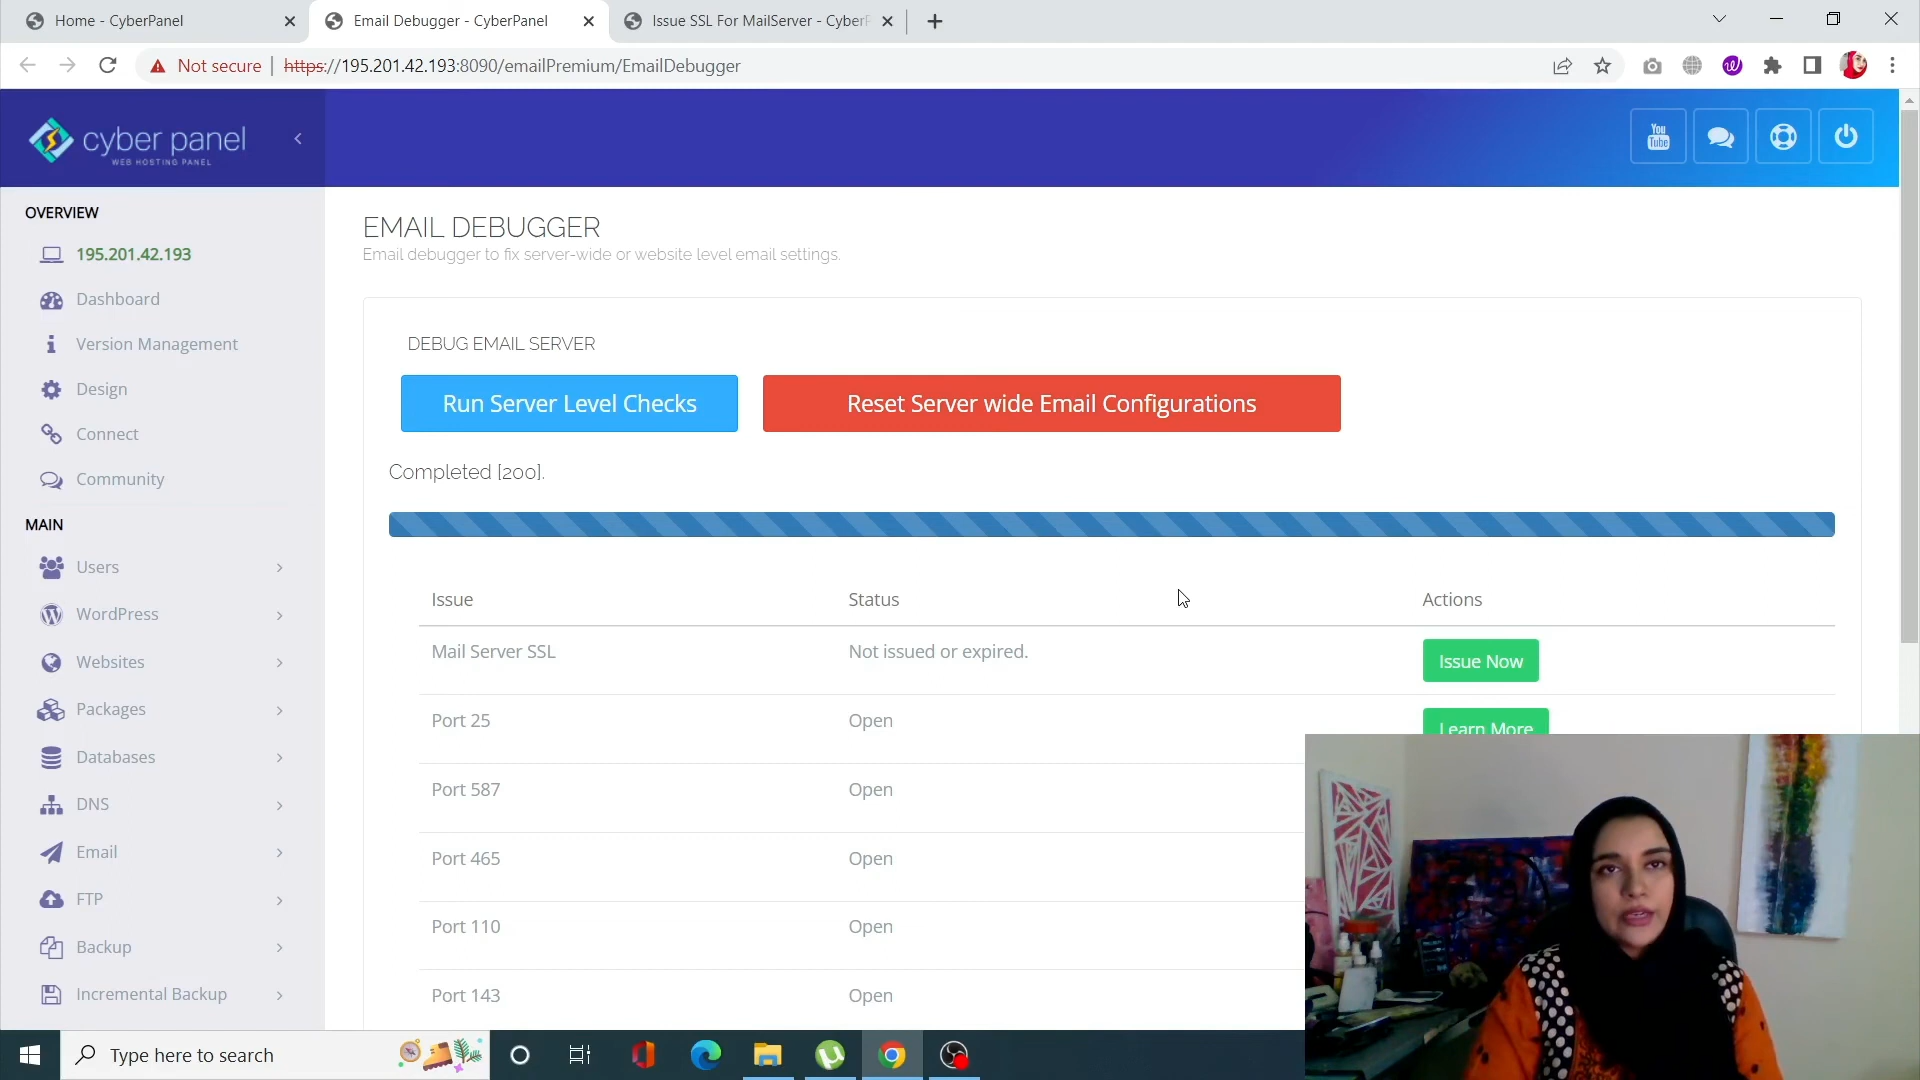 Home - CyberPanel
Email Debugger - CyberPanel
Issue SSL For MailServer - CyberP
Not secure
https://195.201.42.193:8090/emailPremium/EmailDebugger
cyber panel
WEB HOSTING PANEL
You
Tube
OVERVIEW
195.201.42.193
Dashboard
Version Management
Design
Connect
Community
MAIN
Users
WordPress
Websites
Packages
Databases
DNS
Email
FTP
Backup
Incremental Backup
EMAIL DEBUGGER
Email debugger to fix server-wide or website level email settings.
DEBUG EMAIL SERVER
Run Server Level Checks
Reset Server wide Email Configurations
Completed [200].
Issue Status Actions
Mail Server SSL Not issued or expired. Issue Now
Port 25 Open Learn More
Port 587 Open
Port 465 Open
Port 110 Open
Port 143 Open
Type here to search